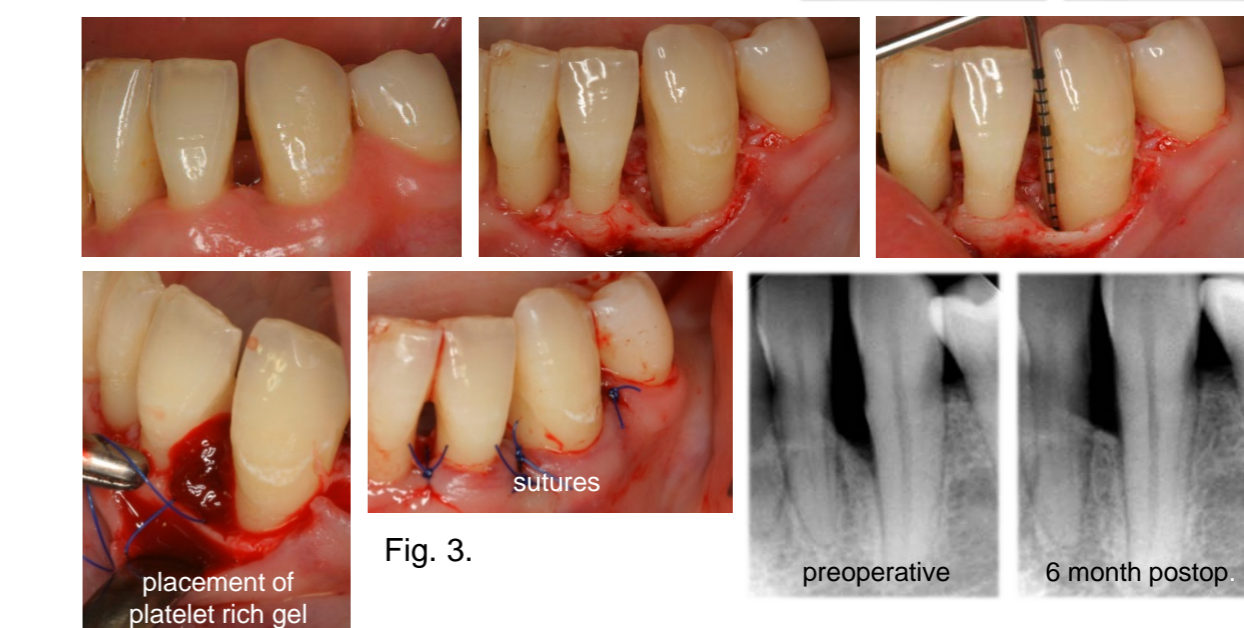 placement of
platelet rich gel
sutures
Fig. 3.
preoperative
6 month postop.